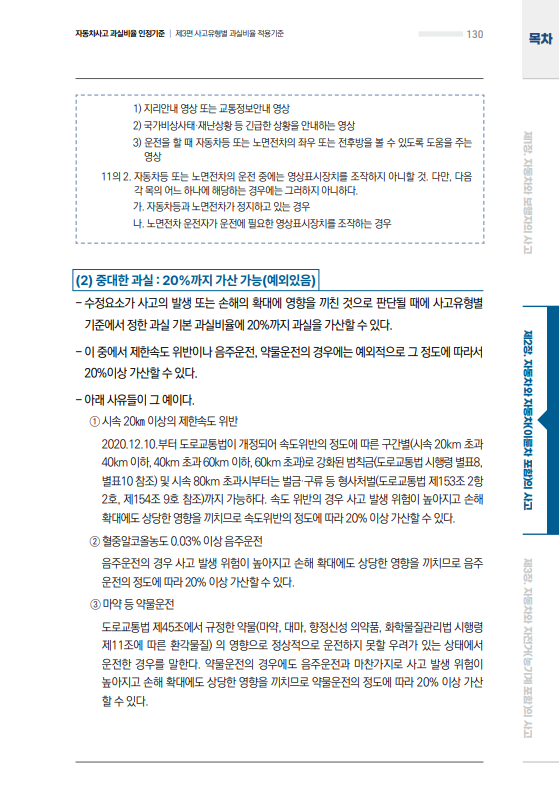 자동차사고 과실비율 인정기준 | 제3편 사고유형별 과실비율 적용기준
130
목차
1) 지리안내 영상 또는 교통정보안내 영상
2) 국가비상사태·재난상황 등 긴급한 상황을 안내하는 영상
3) 운전을 할 때 자동차등 또는 노면전차의 좌우 또는 전후방을 볼 수 있도록 도움을 주는
영상
11의 2. 자동차등 또는 노면전차의 운전 중에는 영상표시장치를 조작하지 아니할 것. 다만, 다음
각 목의 어느 하나에 해당하는 경우에는 그러하지 아니하다.
가. 자동차등과 노면전차가 정지하고 있는 경우
나. 노면전차 운전자가 운전에 필요한 영상표시장치를 조작하는 경우
(2) 중대한 과실 : 20%까지 가산 가능(예외있음)
- 수정요소가 사고의 발생 또는 손해의 확대에 영향을 끼친 것으로 판단될 때에 사고유형별
기준에서 정한 과실 기본 과실비율에 20%까지 과실을 가산할 수 있다.
- 이 중에서 제한속도 위반이나 음주운전, 약물운전의 경우에는 예외적으로 그 정도에 따라서
20%이상 가산할 수 있다.
- 아래 사유들이 그 예이다.
① 시속 20㎞ 이상의 제한속도 위반
2020.12.10.부터 도로교통법이 개정되어 속도위반의 정도에 따른 구간별(시속 20km 초과
40km 이하, 40km 초과 60km 이하, 60km 초과)로 강화된 범칙금(도로교통법 시행령 별표8,
별표10 참조) 및 시속 80km 초과시부터는 벌금·구류 등 형사처벌(도로교통법 제153조 2항
2호, 제154조 9호 참조)까지 가능하다. 속도 위반의 경우 사고 발생 위험이 높아지고 손해
확대에도 상당한 영향을 끼치므로 속도위반의 정도에 따라 20% 이상 가산할 수 있다.
② 혈중알코올농도 0.03% 이상 음주운전
음주운전의 경우 사고 발생 위험이 높아지고 손해 확대에도 상당한 영향을 끼치므로 음주
운전의 정도에 따라 20% 이상 가산할 수 있다.
③ 마약 등 약물운전
도로교통법 제45조에서 규정한 약물(마약, 대마, 향정신성 의약품, 화학물질관리법 시행령
제11조에 따른 환각물질) 의 영향으로 정상적으로 운전하지 못할 우려가 있는 상태에서
운전한 경우를 말한다. 약물운전의 경우에도 음주운전과 마찬가지로 사고 발생 위험이
높아지고 손해 확대에도 상당한 영향을 끼치므로 약물운전의 정도에 따라 20% 이상 가산
할 수 있다.
제1장. 자동차와 보행자의 사고
제2장. 자동차와 자동차(이륜차 포함)의 사고
제3장. 자동차와 자전거(농기계 포함)의 사고